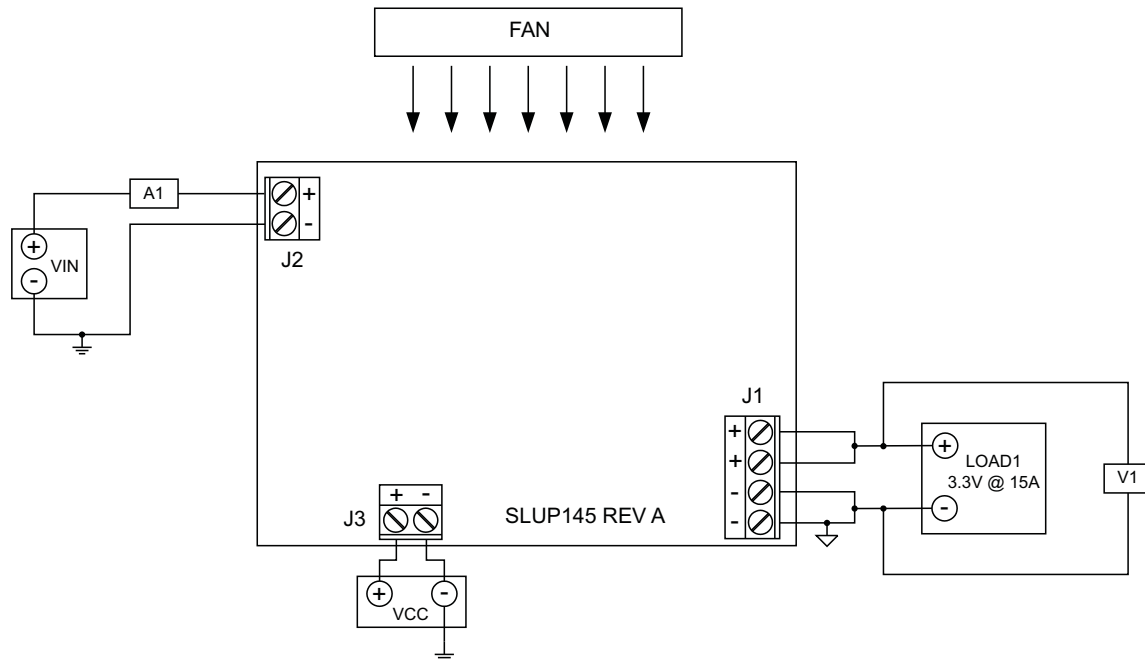 FAN
A1
+
-
J2
+
-
VIN
J1
+
+
-
-
+
-
LOAD1
3.3V @ 15A
V1
+ -
J3
SLUP145 REV A
+
-
VCC